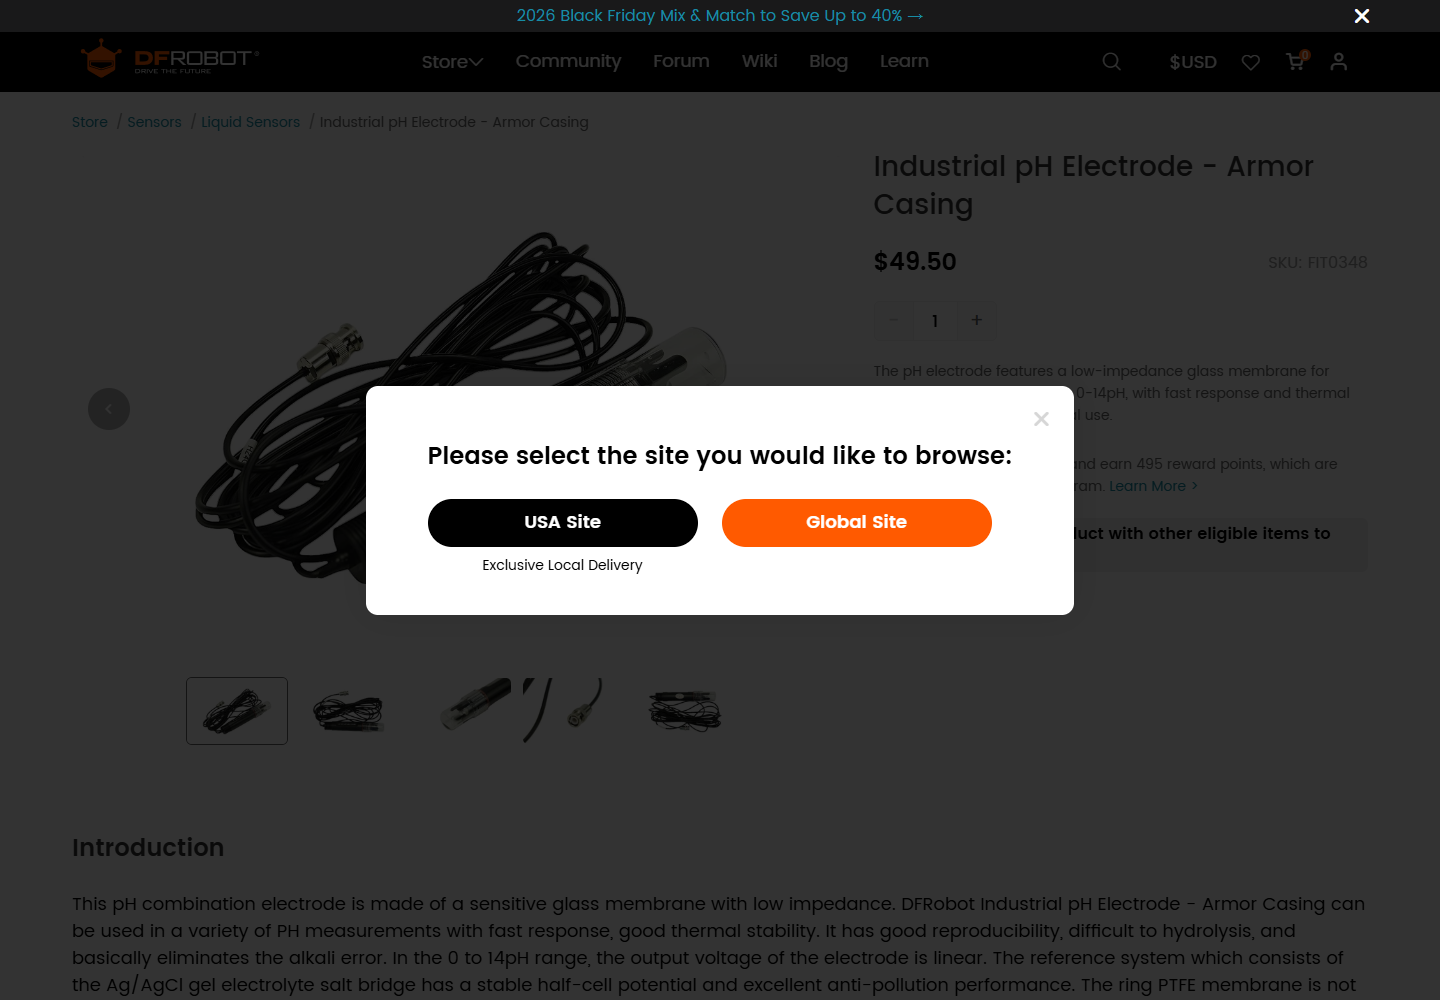 2026 Black Friday Mix & Match to Save Up to 40% →
DFROBOT
DRIVE THE FUTURE
Store Community Forum Wiki Blog Learn $USD 0
Store / Sensors / Liquid Sensors / Industrial pH Electrode - Armor Casing
Industrial pH Electrode - Armor
Casing
$49.50 SKU: FIT0348
− 1 +
The pH electrode features a low-impedance glass membrane for
0-14pH, with fast response and thermal
use.
and earn 495 reward points, which are
Learn More >
with other eligible items to
Please select the site you would like to browse:
USA Site Global Site
Exclusive Local Delivery
Introduction
This pH combination electrode is made of a sensitive glass membrane with low impedance. DFRobot Industrial pH Electrode - Armor Casing can
be used in a variety of PH measurements with fast response, good thermal stability. It has good reproducibility, difficult to hydrolysis, and
basically eliminates the alkali error. In the 0 to 14pH range, the output voltage of the electrode is linear. The reference system which consists of
the Ag/AgCl gel electrolyte salt bridge has a stable half-cell potential and excellent anti-pollution performance. The ring PTFE membrane is not